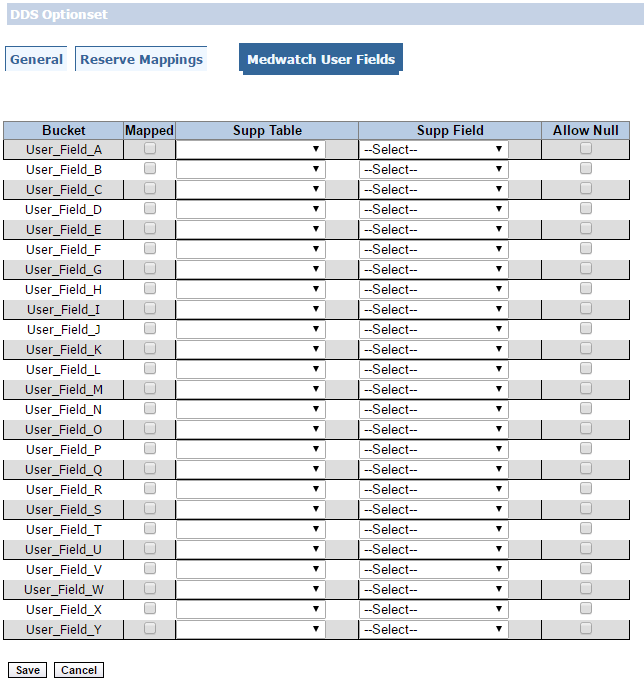 DDS Optionset
General Reserve Mappings Medwatch User Fields
Bucket Mapped Supp Table Supp Field Allow Null
User_Field_A --Select--
User_Field_B --Select--
User_Field_C --Select--
User_Field_D --Select--
User_Field_E --Select--
User_Field_F --Select--
User_Field_G --Select--
User_Field_H --Select--
User_Field_I --Select--
User_Field_J --Select--
User_Field_K --Select--
User_Field_L --Select--
User_Field_M --Select--
User_Field_N --Select--
User_Field_O --Select--
User_Field_P --Select--
User_Field_Q --Select--
User_Field_R --Select--
User_Field_S --Select--
User_Field_T --Select--
User_Field_U --Select--
User_Field_V --Select--
User_Field_W --Select--
User_Field_X --Select--
User_Field_Y --Select--
Save Cancel